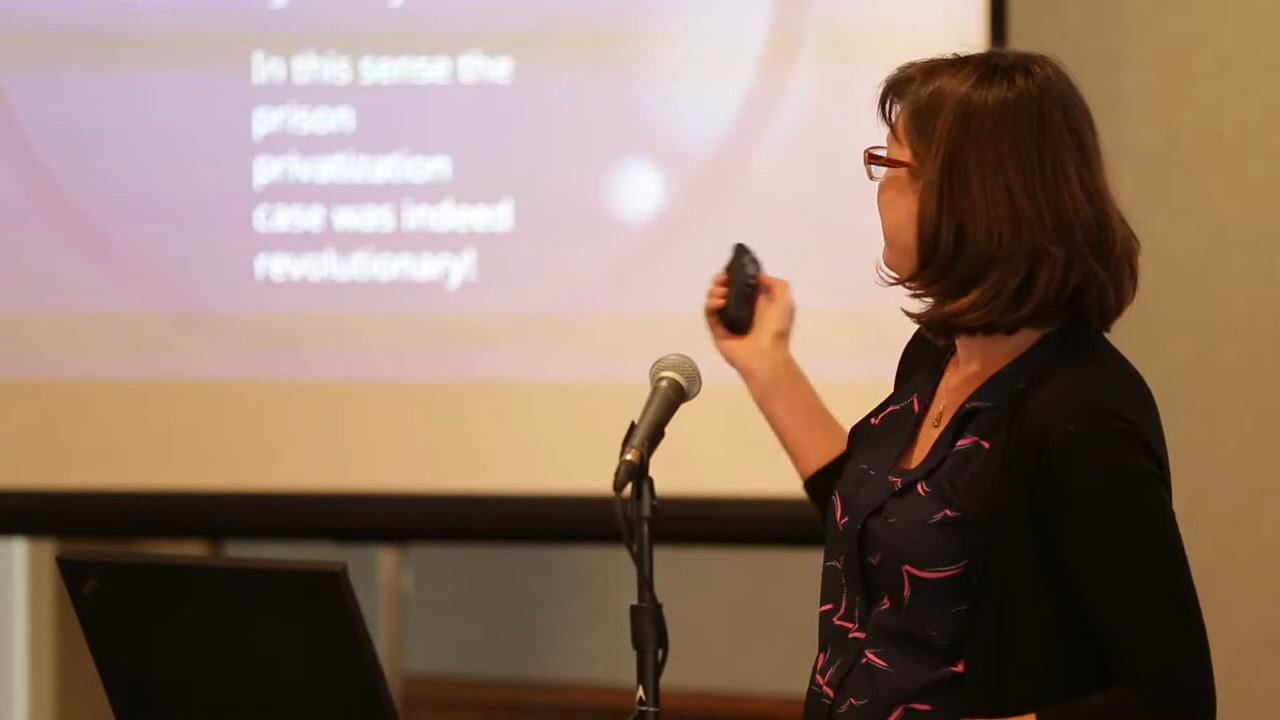 In this sense the
prison
privatization
case was indeed
revolutionary!